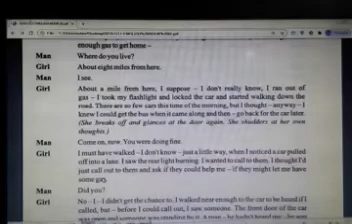 enough gas to get home –
Man Where do you live?
Girl About eight miles from here.
Man I see.
Girl About a mile from here, I suppose – I don't really know, I ran out of
gas – I took my flashlight and locked the car and started walking down the
road. There are so few cars this time of the morning, but I thought – anyway – I
knew I could get the bus when it came along and then – go back for the car later.
(She breaks off and glances at the door again. She shudders at her own
thoughts.)
Man Come on, now. You were doing fine.
Girl I must have walked – I don't know – just a little way, when I noticed a car pulled
off into a lane. I saw the rear light burning. I wanted to call to them, I thought I'd
just call out to them and ask if they could help me – if they might let me have
some gas.
Man Did you?
Girl No – I – I didn't get the chance to. I walked near enough to the car to be heard if I
called, but – before I could call out, I saw someone. The front door of the car
was open and someone was standing